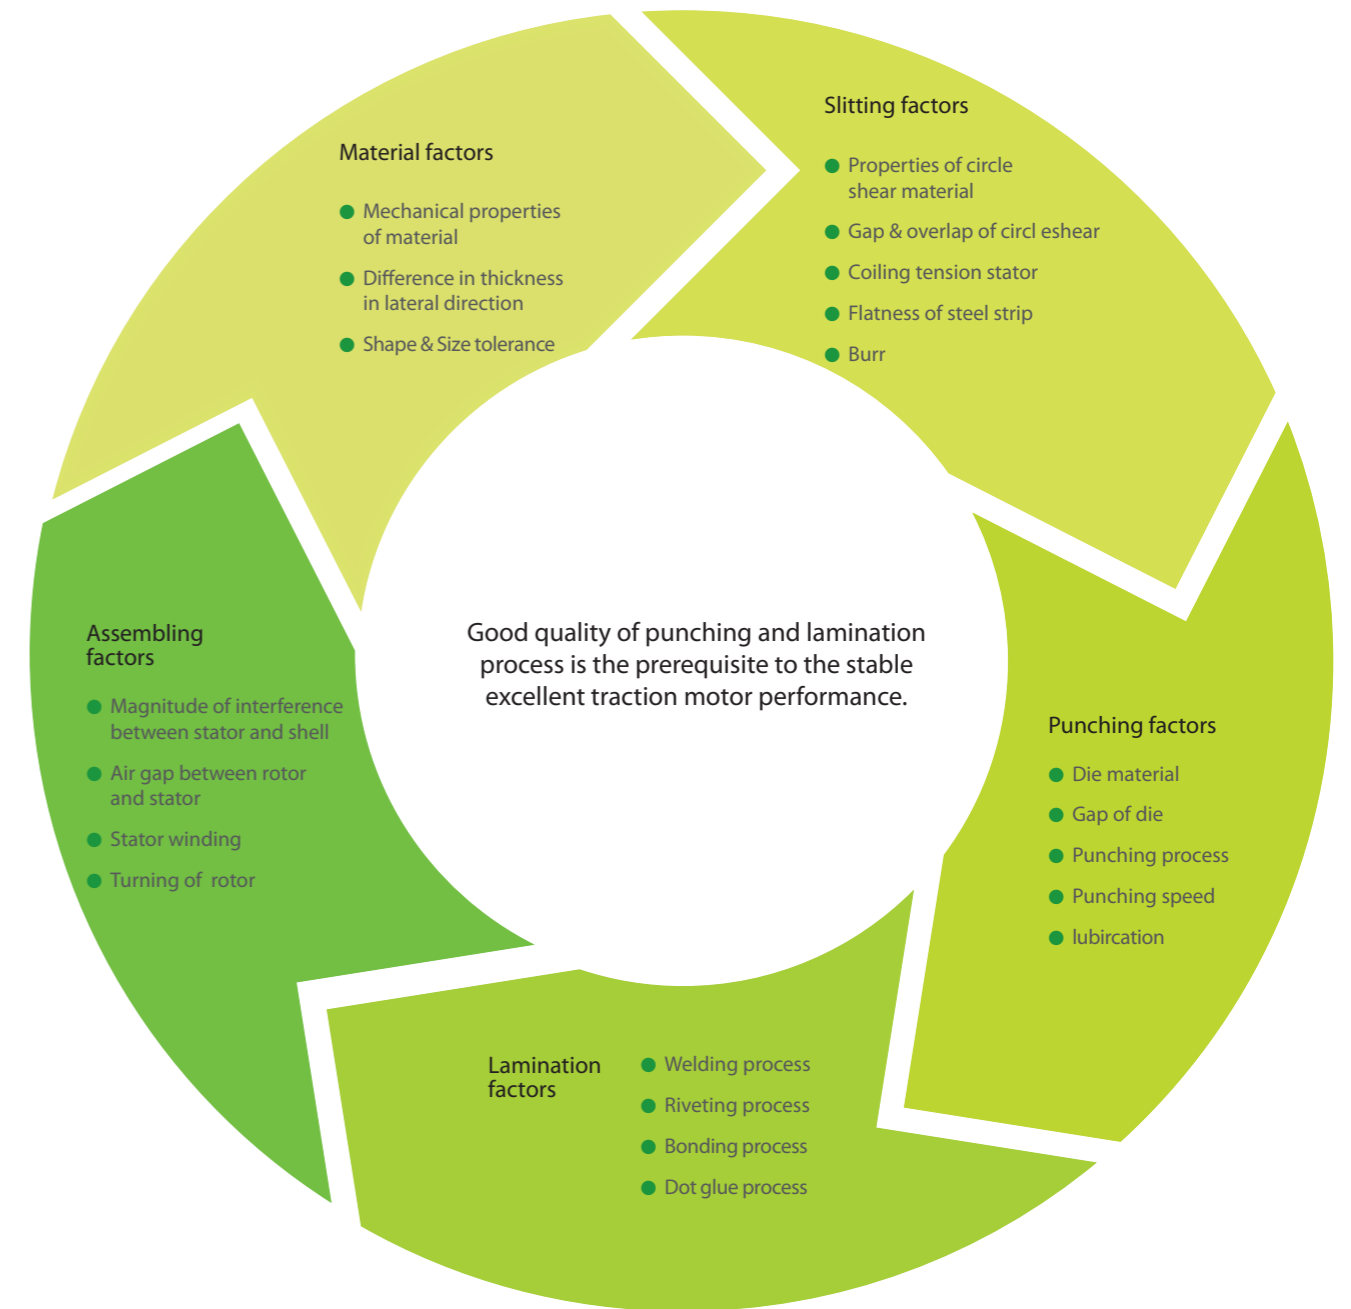 Material factors
Mechanical properties
of material
Difference in thickness
in lateral direction
Shape & Size tolerance
Slitting factors
Properties of circle
shear material
Gap & overlap of circl eshear
Coiling tension stator
Flatness of steel strip
Burr
Punching factors
Die material
Gap of die
Punching process
Punching speed
lubircation
Lamination
factors
Welding process
Riveting process
Bonding process
Dot glue process
Assembling
factors
Magnitude of interference
between stator and shell
Air gap between rotor
and stator
Stator winding
Turning of rotor
Good quality of punching and lamination
process is the prerequisite to the stable
excellent traction motor performance.